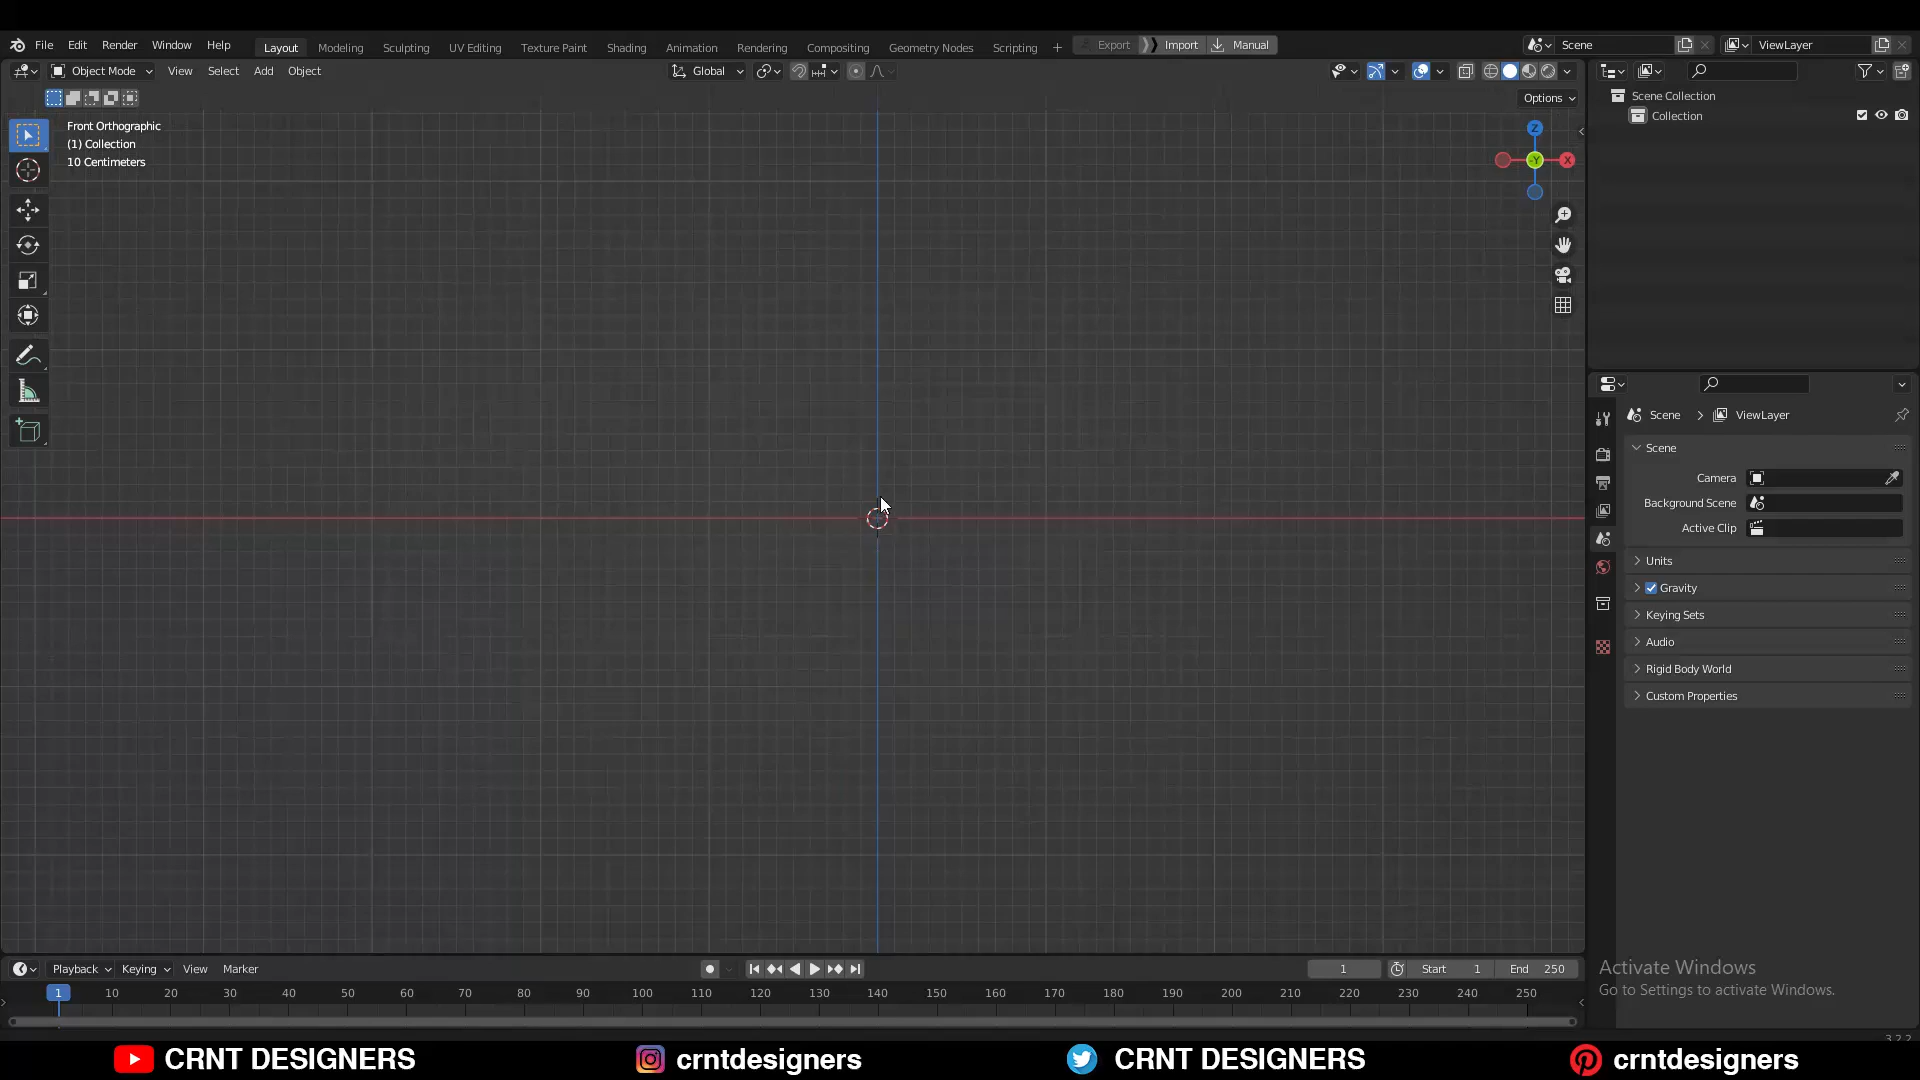 File Edit Render Window Help Layout Modeling Sculpting UV Editing Texture Paint Shading Animation Rendering Compositing Geometry Nodes Scripting + Export Import Manual Scene ViewLayer
Object Mode View Select Add Object Global
Options
Front Orthographic
(1) Collection
10 Centimeters
Z
-Y
X
Scene Collection
Collection
Scene > ViewLayer
Scene
Camera
Background Scene
Active Clip
Units
Gravity
Keying Sets
Audio
Rigid Body World
Custom Properties
Playback Keying View Marker 1 Start 1 End 250
1 10 20 30 40 50 60 70 80 90 100 110 120 130 140 150 160 170 180 190 200 210 220 230 240 250
Activate Windows
Go to Settings to activate Windows.
3.2.2
CRNT DESIGNERS crntdesigners CRNT DESIGNERS crntdesigners